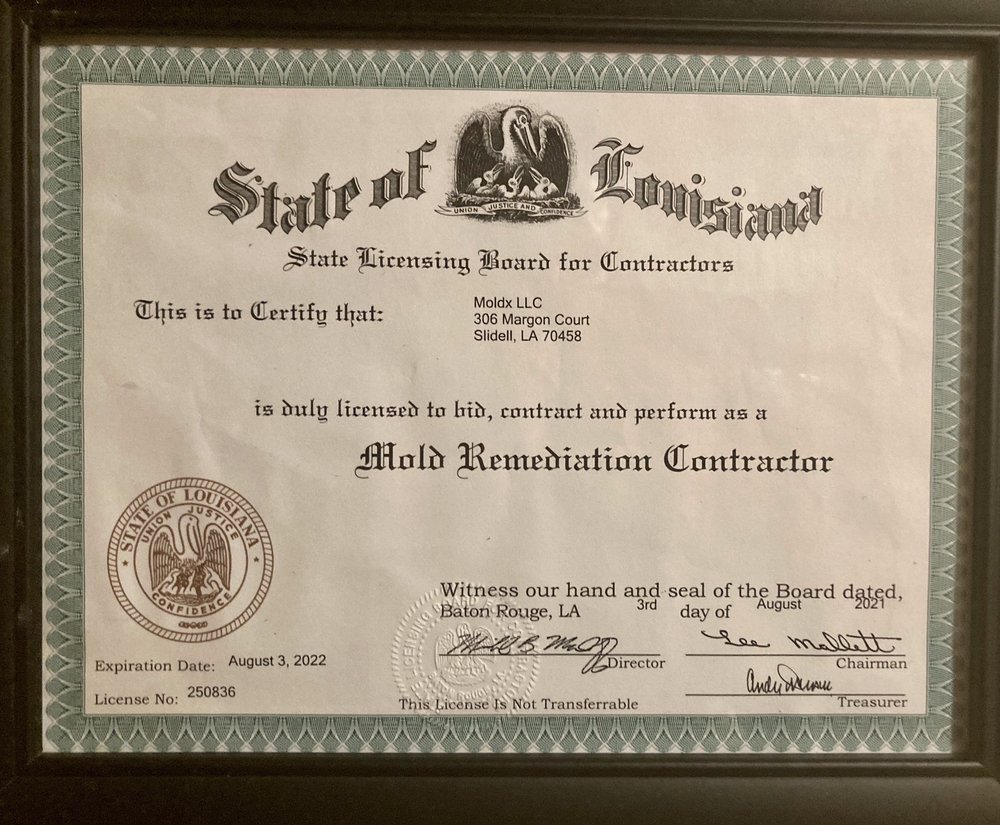 State of Louisiana
UNION JUSTICE AND CONFIDENCE
State Licensing Board for Contractors
This is to Certify that:
Moldx LLC
306 Margon Court
Slidell, LA 70458
is duly licensed to bid, contract and perform as a
Mold Remediation Contractor
STATE OF LOUISIANA
UNION JUSTICE
CONFIDENCE
Witness our hand and seal of the Board dated,
Baton Rouge, LA 3rd day of August 2021
Lee Mallett
Director
Chairman
Expiration Date: August 3, 2022
Treasurer
License No: 250836
This License Is Not Transferrable